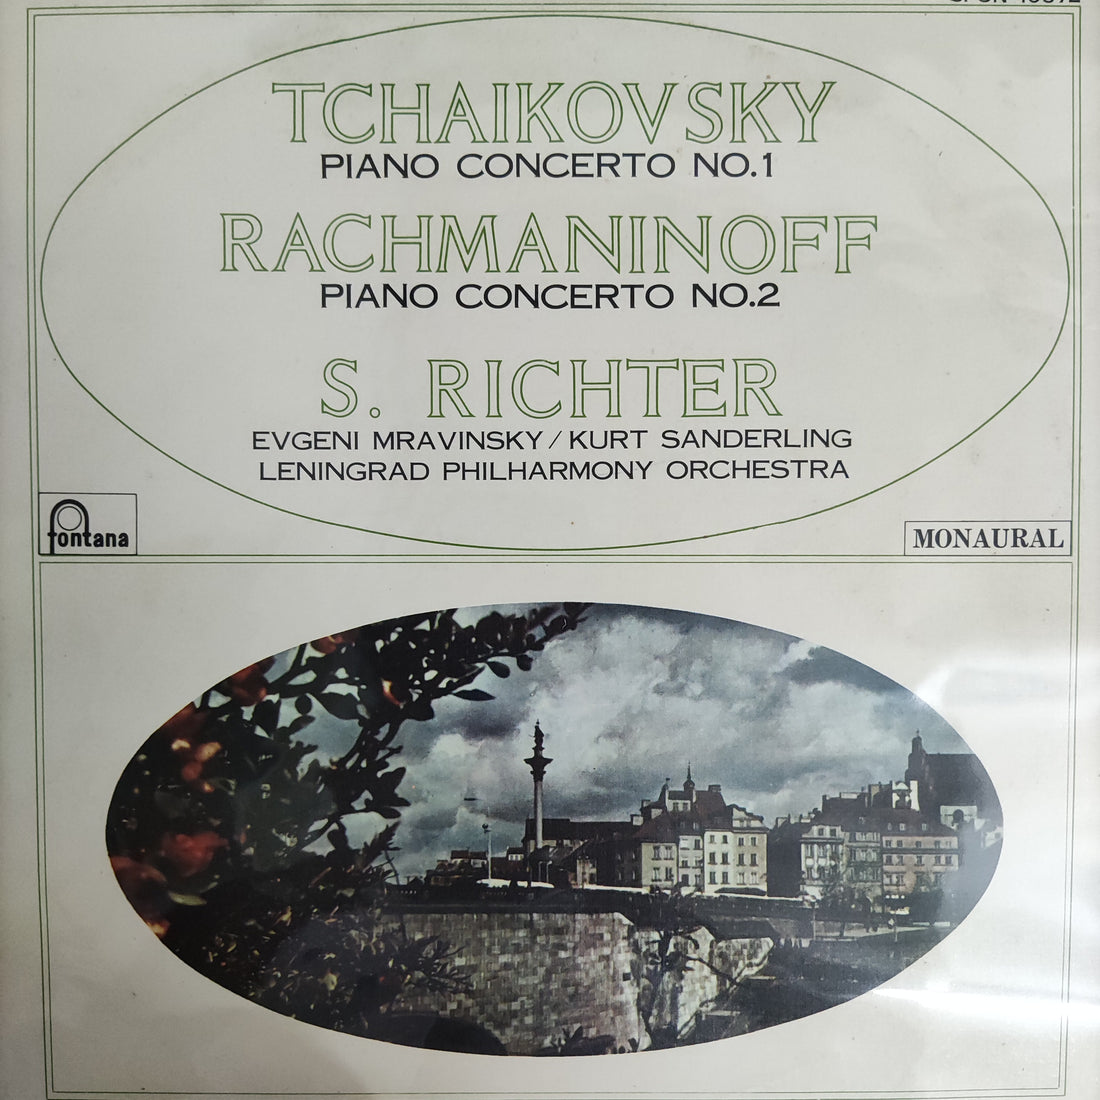 TCHAIKOVSKY
PIANO CONCERTO NO.1
RACHMANINOFF
PIANO CONCERTO NO.2
S. RICHTER
EVGENI MRAVINSKY/KURT SANDERLING
LENINGRAD PHILHARMONY ORCHESTRA
fontana
MONAURAL